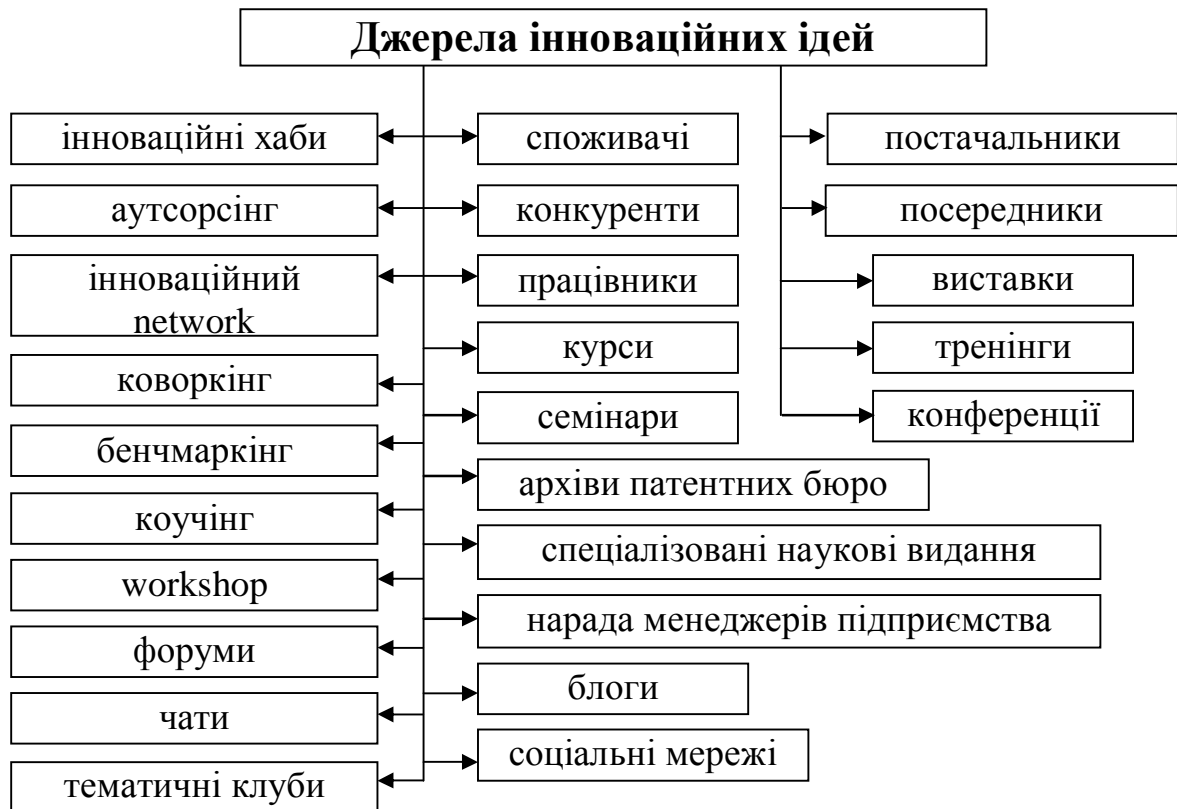 Джерела інноваційних ідей
інноваційні хаби
аутсорсінг
інноваційний
network
коворкінг
бенчмаркінг
коучінг
workshop
форуми
чати
тематичні клуби
споживачі
конкуренти
працівники
курси
семінари
архіви патентних бюро
спеціалізовані наукові видання
нарада менеджерів підприємства
блоги
соціальні мережі
постачальники
посередники
виставки
тренінги
конференції